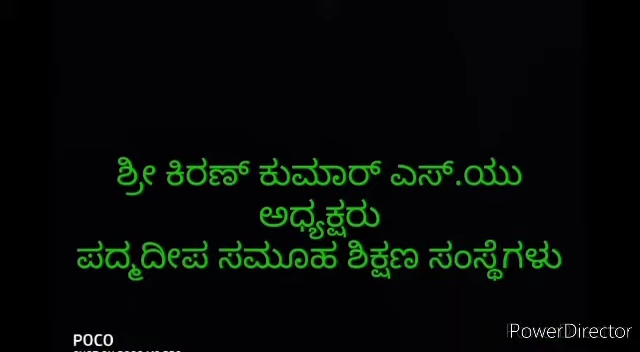 ಶ್ರೀ ಕಿರಣ್ ಕುಮಾರ್ ಎಸ್.ಯು
ಅಧ್ಯಕ್ಷರು
ಪದ್ಮದೀಪ ಸಮೂಹ ಶಿಕ್ಷಣ ಸಂಸ್ಥೆಗಳು
POCO
PowerDirector